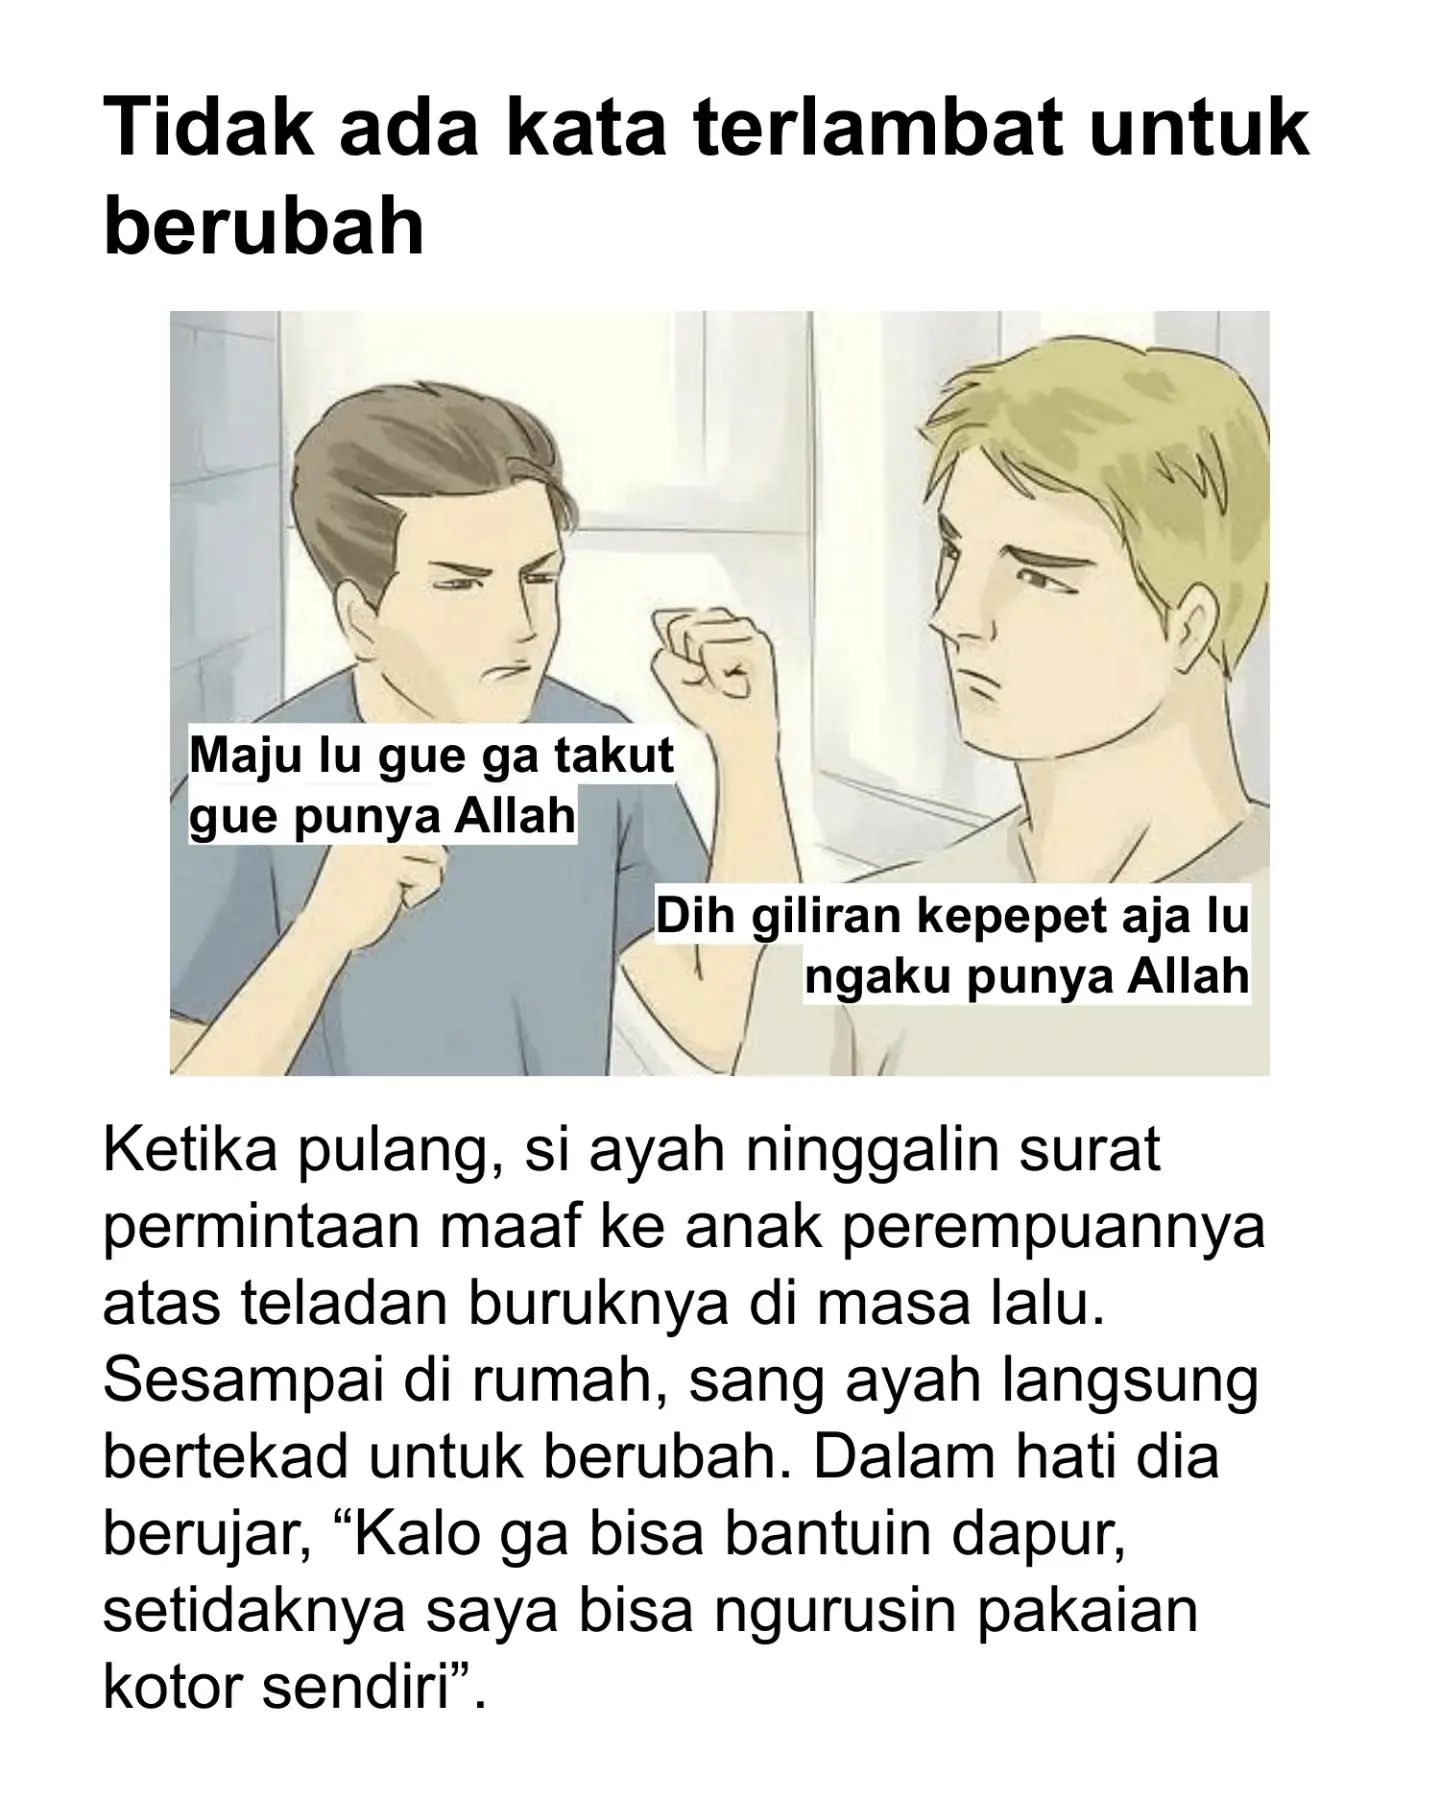 Tidak ada kata terlambat untuk
berubah
Maju lu gue ga takut
gue punya Allah
Dih giliran kepepet aja lu
ngaku punya Allah
Ketika pulang, si ayah ninggalin surat
permintaan maaf ke anak perempuannya
atas teladan buruknya di masa lalu.
Sesampai di rumah, sang ayah langsung
bertekad untuk berubah. Dalam hati dia
berujar, “Kalo ga bisa bantuin dapur,
setidaknya saya bisa ngurusin pakaian
kotor sendiri”.